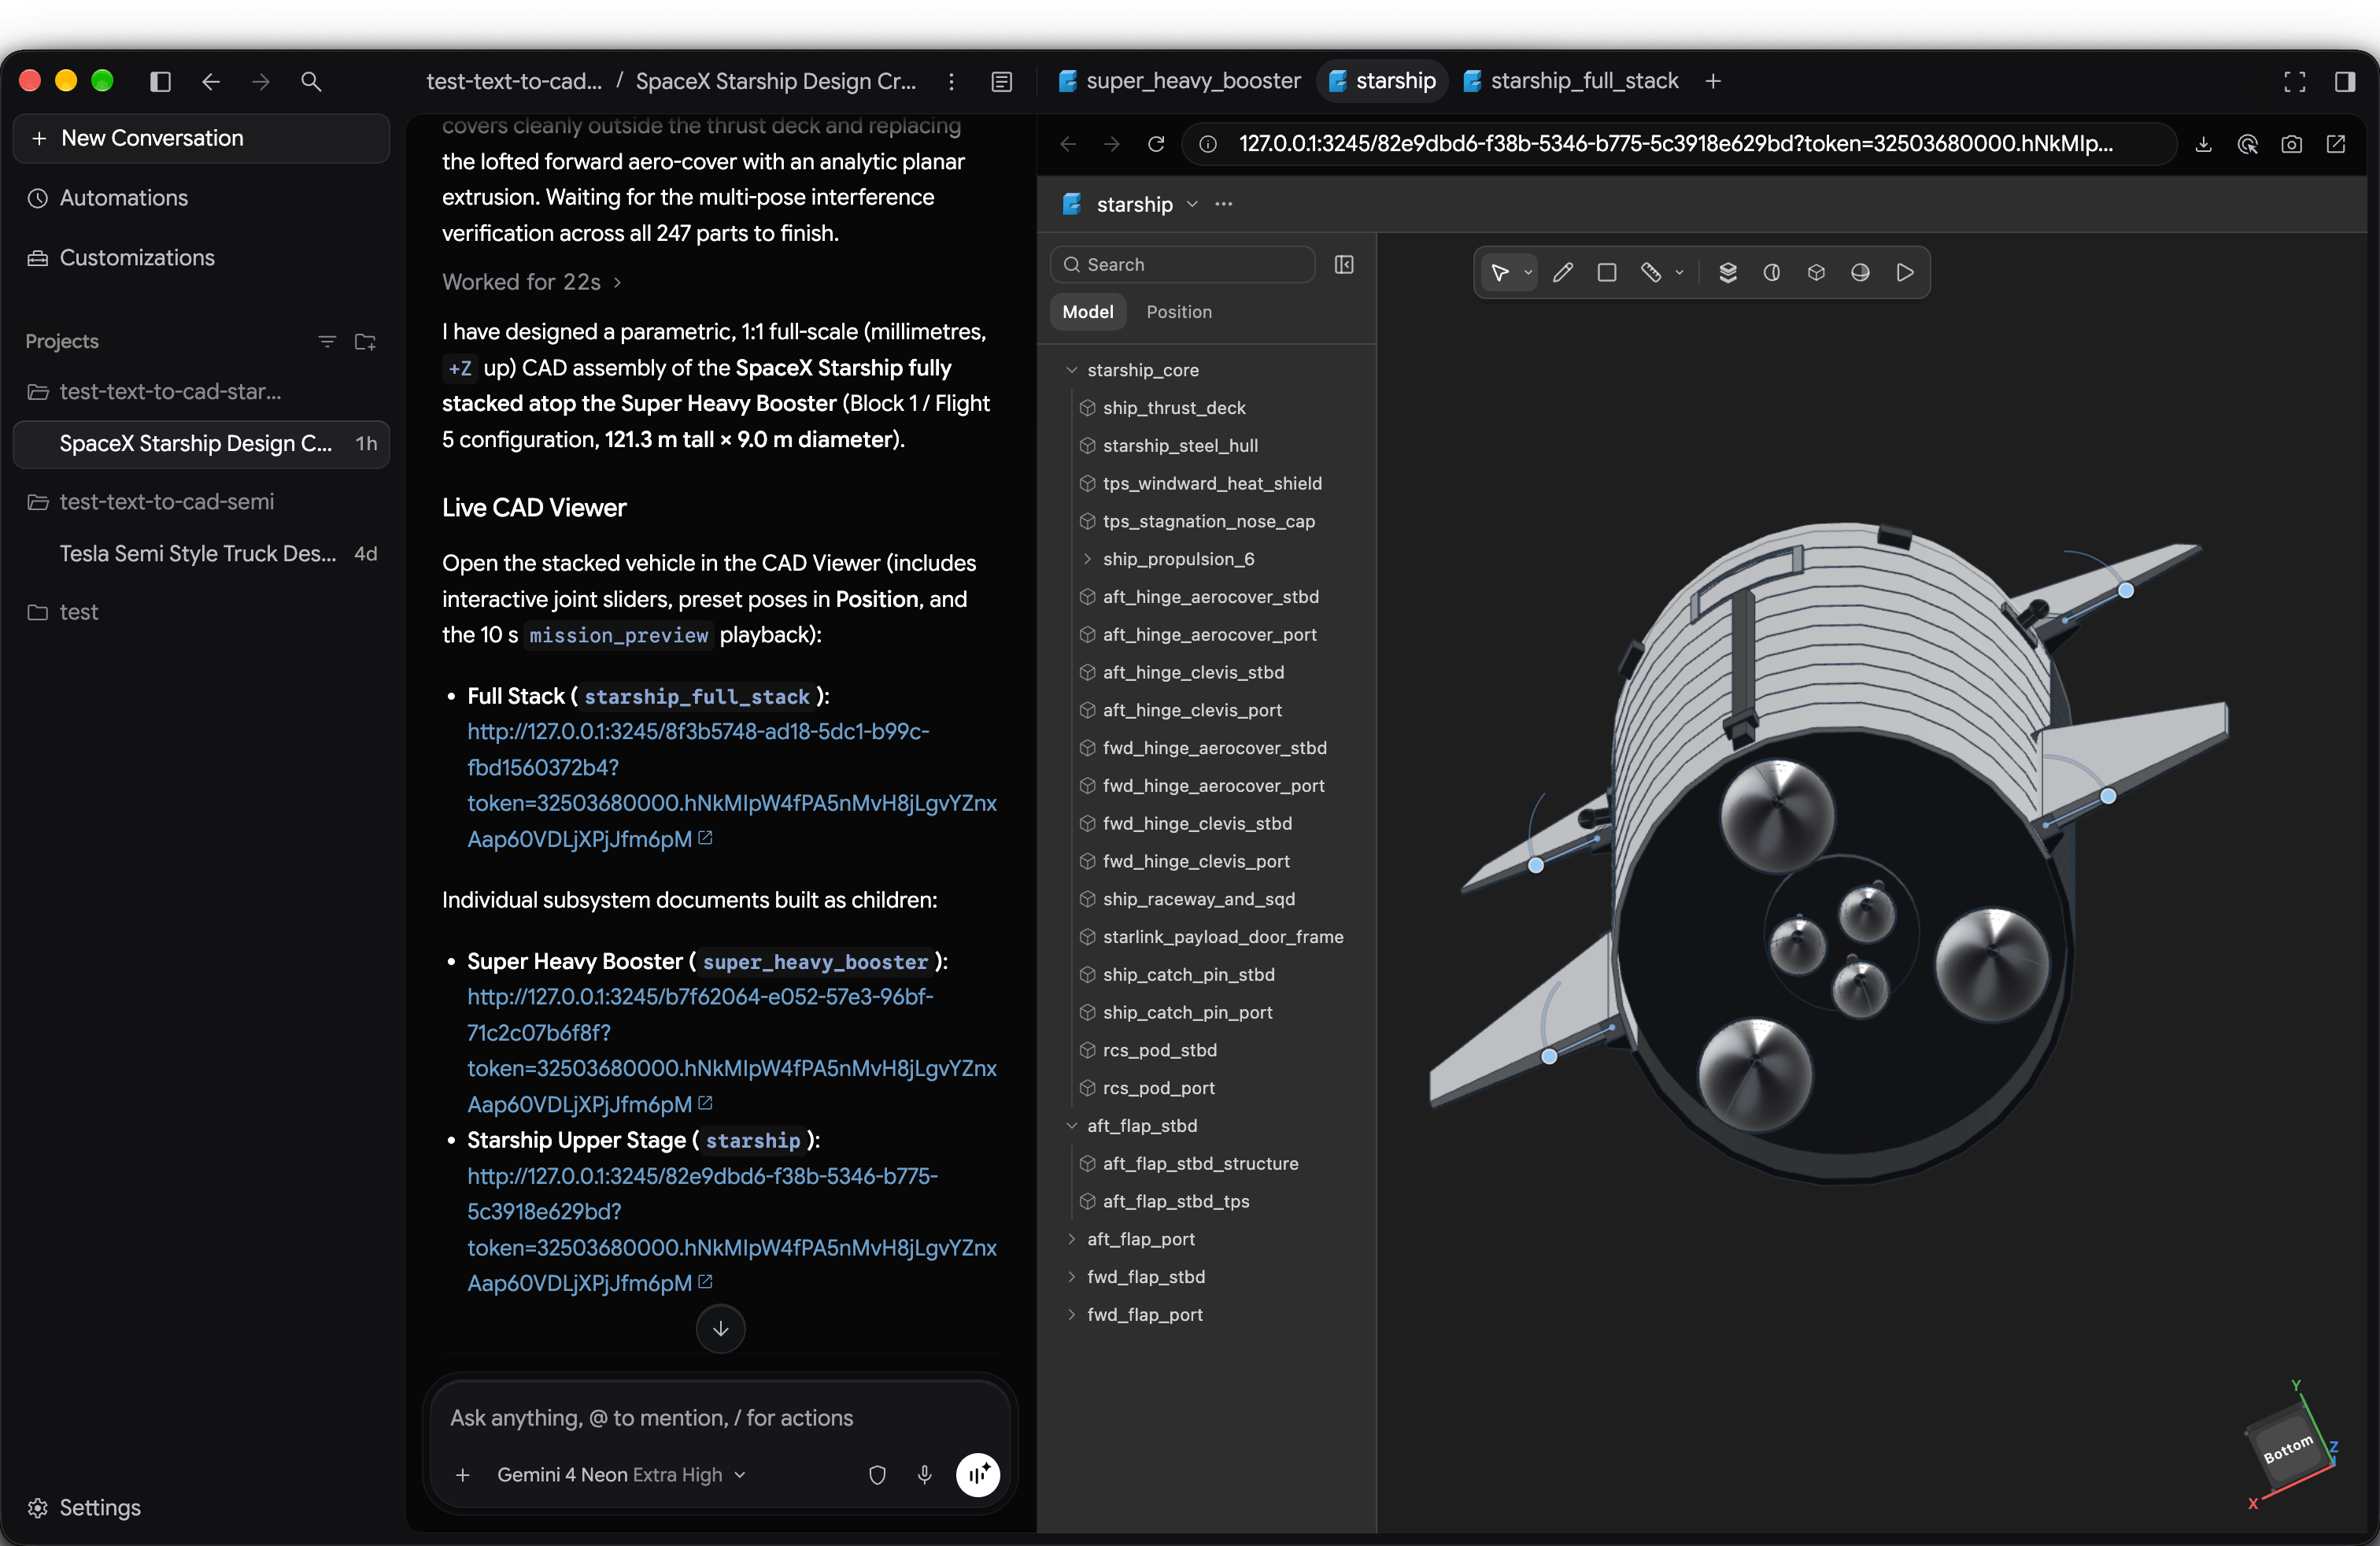 test-text-to-cad... / SpaceX Starship Design Cr...
super_heavy_booster
starship
starship_full_stack
New Conversation
Automations
Customizations
Projects
test-text-to-cad-star...
SpaceX Starship Design C... 1h
test-text-to-cad-semi
Tesla Semi Style Truck Des... 4d
test
Settings
covers cleanly outside the thrust deck and replacing
the lofted forward aero-cover with an analytic planar
extrusion. Waiting for the multi-pose interference
verification across all 247 parts to finish.
Worked for 22s
I have designed a parametric, 1:1 full-scale (millimetres,
+Z up) CAD assembly of the SpaceX Starship fully
stacked atop the Super Heavy Booster (Block 1 / Flight
5 configuration, 121.3 m tall × 9.0 m diameter).
Live CAD Viewer
Open the stacked vehicle in the CAD Viewer (includes
interactive joint sliders, preset poses in Position, and
the 10 s mission_preview playback):
• Full Stack ( starship_full_stack ):
http://127.0.0.1:3245/8f3b5748-ad18-5dc1-b99c-
fbd1560372b4?
token=32503680000.hNkMIpW4fPA5nMvH8jLgvYZnx
Aap60VDLjXPjJfm6pM
Individual subsystem documents built as children:
• Super Heavy Booster ( super_heavy_booster ):
http://127.0.0.1:3245/b7f62064-e052-57e3-96bf-
71c2c07b6f8f?
token=32503680000.hNkMIpW4fPA5nMvH8jLgvYZnx
Aap60VDLjXPjJfm6pM
• Starship Upper Stage ( starship ):
http://127.0.0.1:3245/82e9dbd6-f38b-5346-b775-
5c3918e629bd?
token=32503680000.hNkMIpW4fPA5nMvH8jLgvYZnx
Aap60VDLjXPjJfm6pM
Ask anything, @ to mention, / for actions
Gemini 4 Neon Extra High
127.0.0.1:3245/82e9dbd6-f38b-5346-b775-5c3918e629bd?token=32503680000.hNkMIp...
starship
Search
Model Position
starship_core
ship_thrust_deck
starship_steel_hull
tps_windward_heat_shield
tps_stagnation_nose_cap
ship_propulsion_6
aft_hinge_aerocover_stbd
aft_hinge_aerocover_port
aft_hinge_clevis_stbd
aft_hinge_clevis_port
fwd_hinge_aerocover_stbd
fwd_hinge_aerocover_port
fwd_hinge_clevis_stbd
fwd_hinge_clevis_port
ship_raceway_and_sqd
starlink_payload_door_frame
ship_catch_pin_stbd
ship_catch_pin_port
rcs_pod_stbd
rcs_pod_port
aft_flap_stbd
aft_flap_stbd_structure
aft_flap_stbd_tps
aft_flap_port
fwd_flap_stbd
fwd_flap_port
Y
Bottom
Z
X